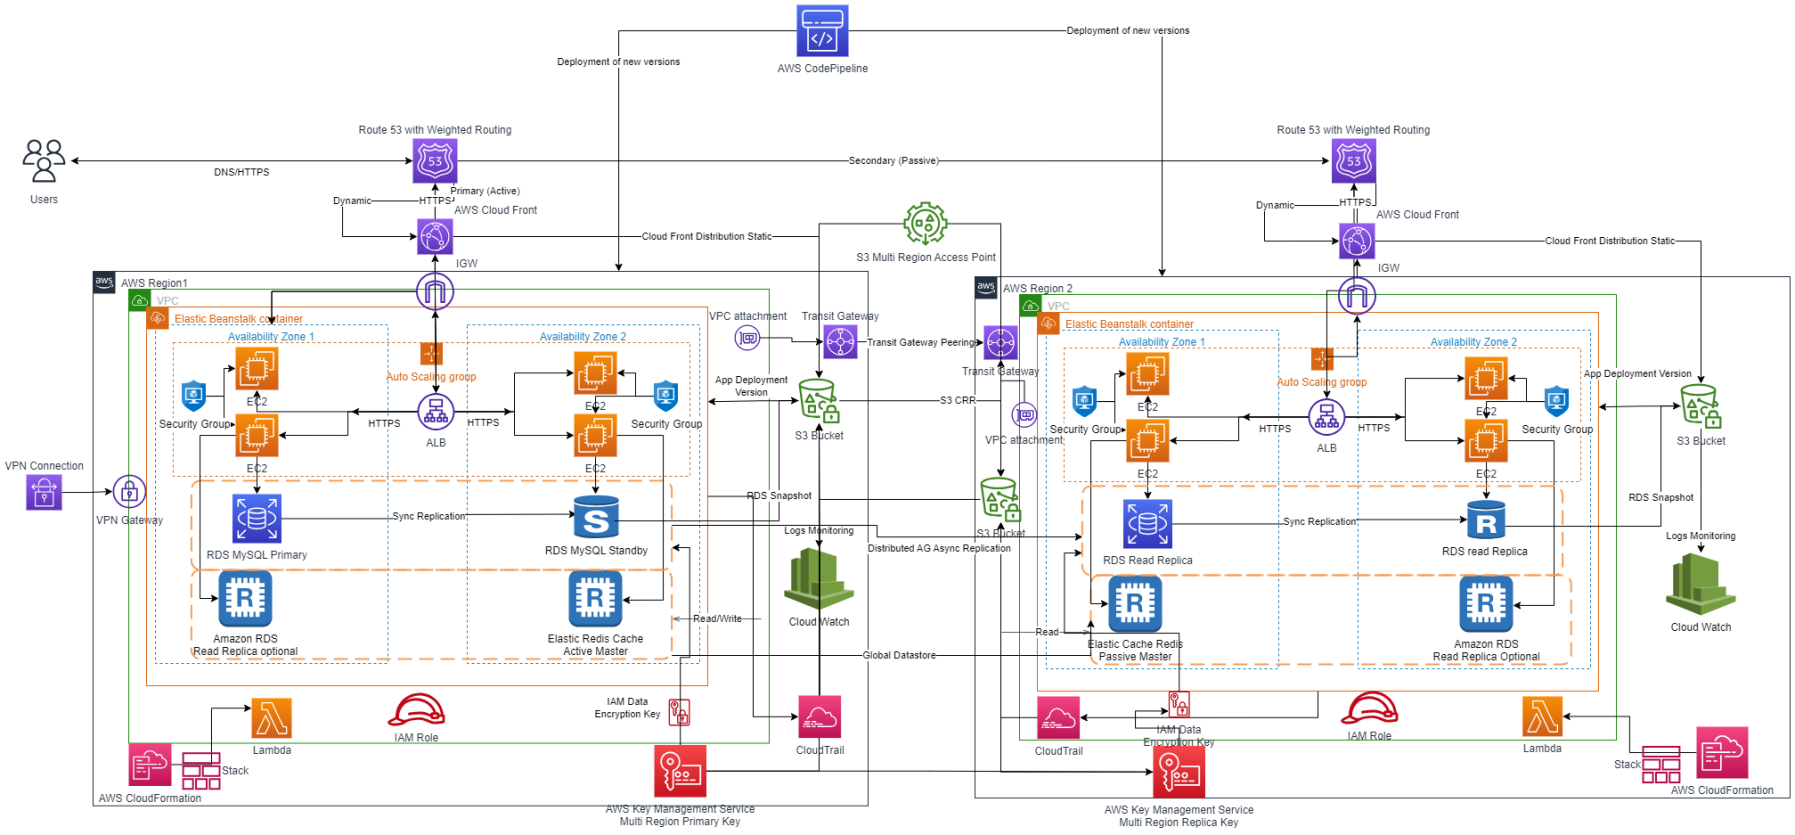 Deployment of new versions
Deployment of new versions
AWS CodePipeline
Route 53 with Weighted Routing
Route 53 with Weighted Routing
53
53
Users
DNS/HTTPS
Secondary (Passive)
Primary (Active)
Dynamic
HTTPS
AWS Cloud Front
Dynamic
HTTPS
AWS Cloud Front
Cloud Front Distribution Static
S3 Multi Region Access Point
Cloud Front Distribution Static
IGW
IGW
aws
AWS Region1
VPC
Elastic Beanstalk container
Availability Zone 1
Availability Zone 2
Auto Scaling group
EC2
EC2
Security Group
Security Group
HTTPS
HTTPS
ALB
EC2
EC2
VPN Connection
VPN Gateway
RDS MySQL Primary
Sync Replication
S
RDS MySQL Standby
R
Amazon RDS
Read Replica optional
R
Elastic Redis Cache
Active Master
VPC attachment
Transit Gateway
Transit Gateway Peering
Transit Gateway
App Deployment
Version
S3 Bucket
S3 CRR
VPC attachment
RDS Snapshot
S3 Bucket
Logs Monitoring
Distributed AG Async Replication
Cloud Watch
Read/Write
Read
Global Datastore
IAM Data
Encryption Key
CloudTrail
Lambda
IAM Role
Stack
AWS CloudFormation
AWS Key Management Service
Multi Region Primary Key
aws
AWS Region 2
VPC
Elastic Beanstalk container
Availability Zone 1
Availability Zone 2
Auto Scaling group
EC2
EC2
Security Group
Security Group
HTTPS
HTTPS
ALB
EC2
EC2
App Deployment Version
S3 Bucket
RDS Snapshot
RDS Read Replica
Sync Replication
R
RDS read Replica
Logs Monitoring
Cloud Watch
R
Elastic Cache Redis
Passive Master
R
Amazon RDS
Read Replica Optional
CloudTrail
IAM Data
Encryption Key
IAM Role
Lambda
Stack
AWS CloudFormation
AWS Key Management Service
Multi Region Replica Key